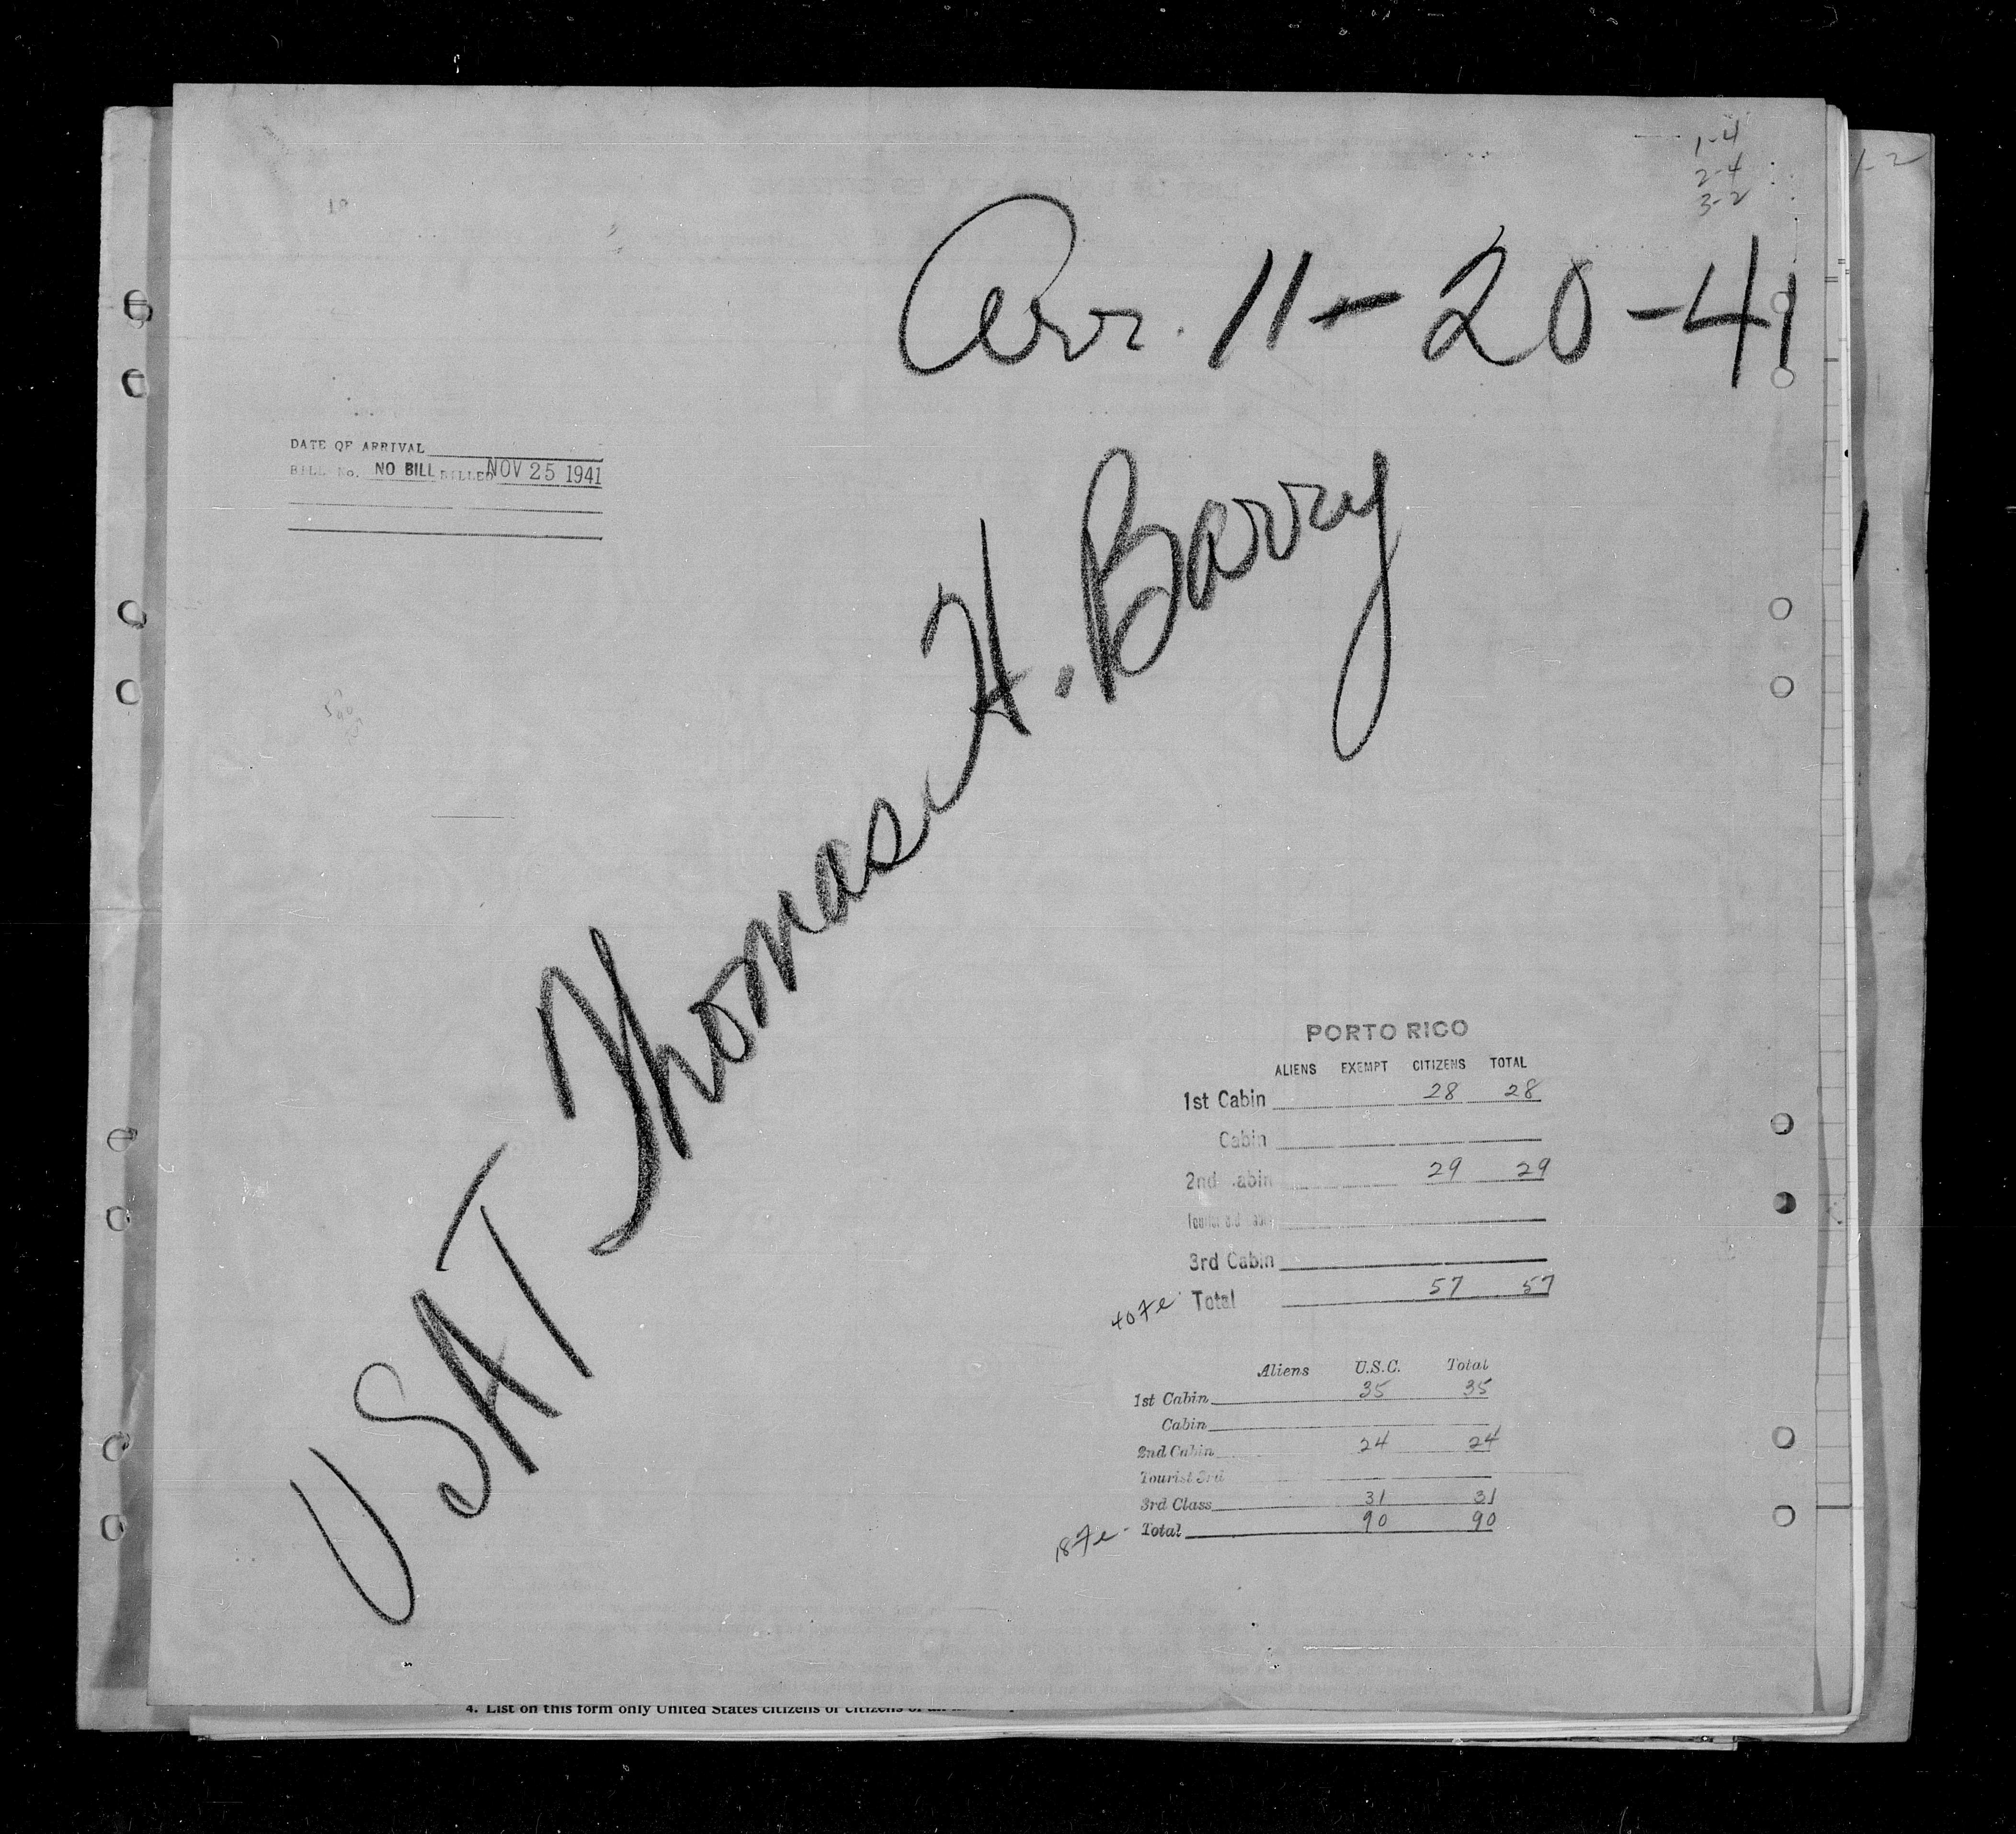 1-4
2-4
3-2
1-2
Arr. 11-20-41
DATE OF ARRIVAL
BILL No. NO BILL BILLED NOV 25 1941
USAT Thomas H. Barry
PORTO RICO
ALIENS EXEMPT CITIZENS TOTAL
1st Cabin 28 28
Cabin
2nd Cabin 29 29
3rd Cabin
Total 57 57
Aliens U.S.C. Total
1st Cabin 35 35
Cabin
2nd Cabin 24 24
Tourist 3rd
3rd Class 31 31
Total 90 90
4. List on this form only United States citizens or citizens of an